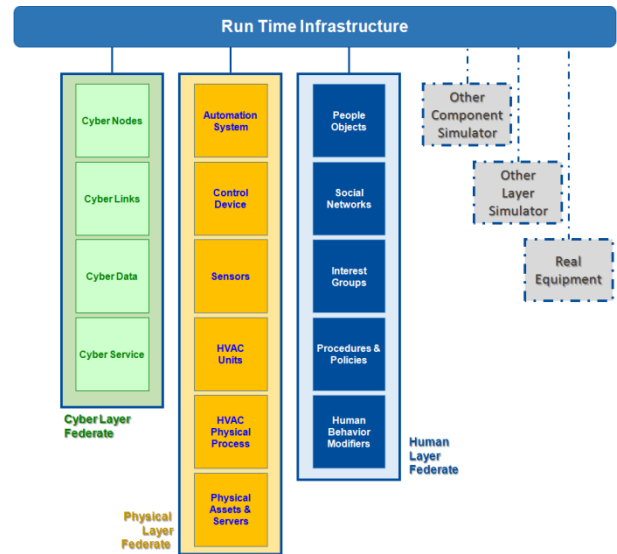 Run Time Infrastructure
Cyber Nodes
Cyber Links
Cyber Data
Cyber Service
Cyber Layer
Federate
Automation
System
Control
Device
Sensors
HVAC
Units
HVAC
Physical
Process
Physical
Assets &
Servers
Physical
Layer
Federate
People
Objects
Social
Networks
Interest
Groups
Procedures &
Policies
Human
Behavior
Modifiers
Human
Layer
Federate
Other
Component
Simulator
Other
Layer
Simulator
Real
Equipment